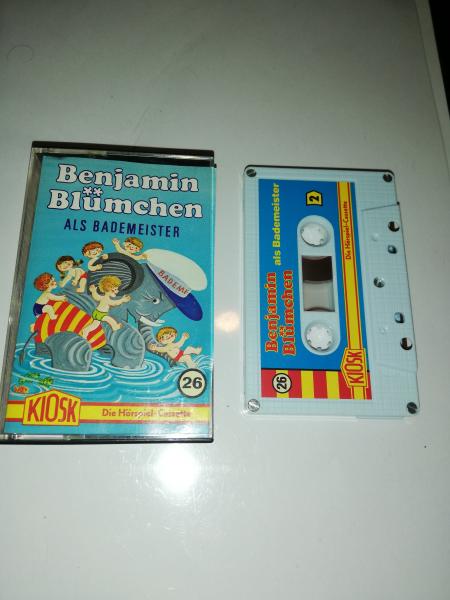 Benjamin
Blümchen
ALS BADEMEISTER
BADEME
26
KIOSK
Die Hörspiel-Cassette
Benjamin
Blümchen
als Bademeister
2
26
KIOSK
Die Hörspiel-Cassette